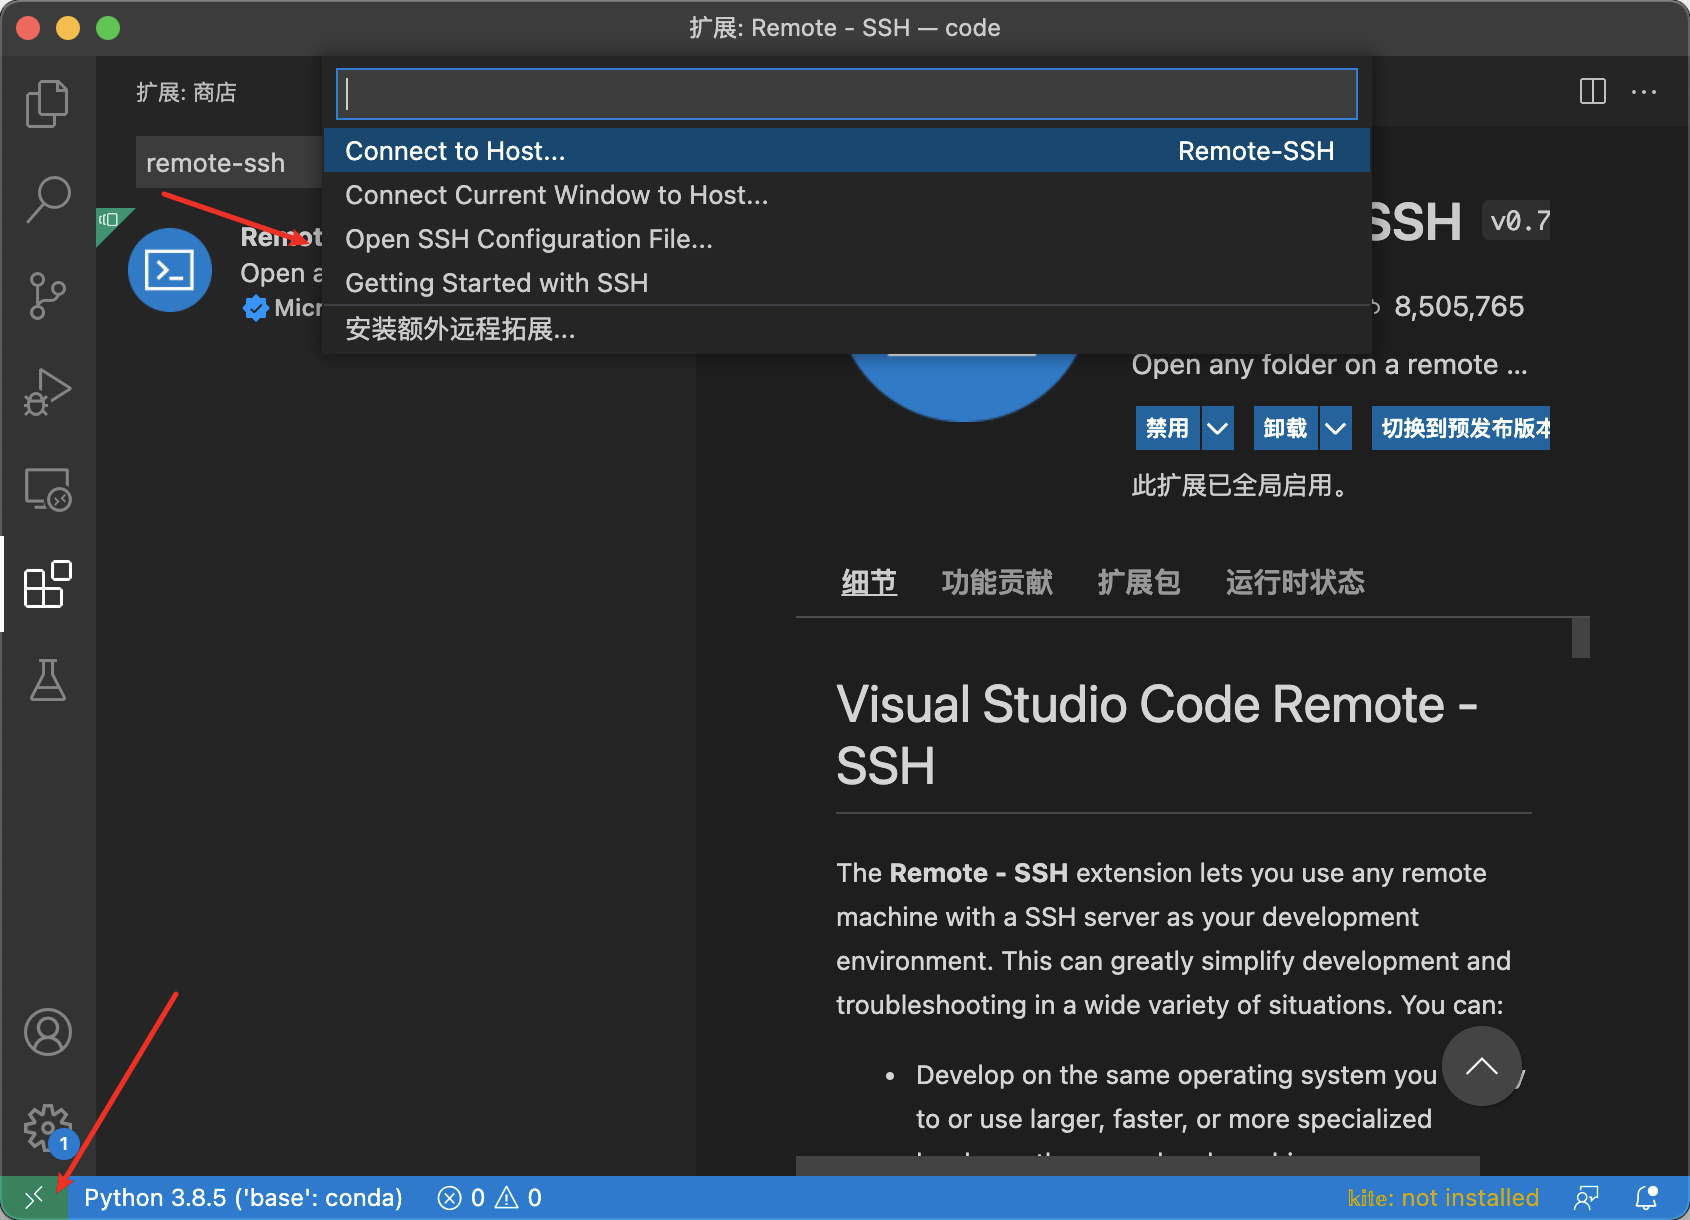 扩展: Remote - SSH — code
扩展: 商店
remote-ssh
Connect to Host...
Remote-SSH
Connect Current Window to Host...
Open SSH Configuration File...
Getting Started with SSH
安装额外远程拓展...
Remot
Open a
Micr
SSH
v0.7
8,505,765
Open any folder on a remote ...
禁用
卸载
切换到预发布版本
此扩展已全局启用。
细节
功能贡献
扩展包
运行时状态
Visual Studio Code Remote -
SSH
The Remote - SSH extension lets you use any remote
machine with a SSH server as your development
environment. This can greatly simplify development and
troubleshooting in a wide variety of situations. You can:
• Develop on the same operating system you
to or use larger, faster, or more specialized
1
Python 3.8.5 ('base': conda)
0
0
kite: not installed